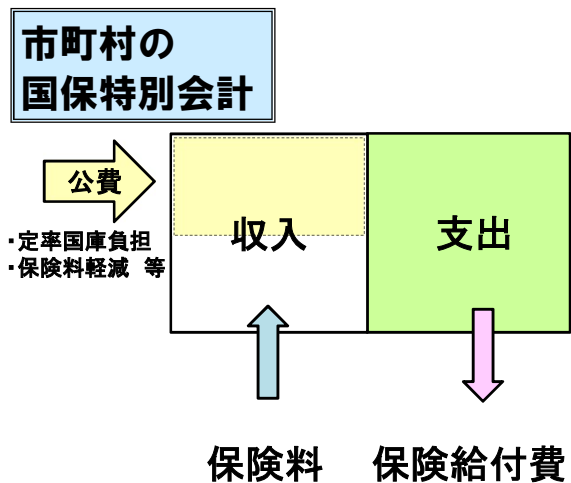 市町村の
国保特別会計
公費
・定率国庫負担
・保険料軽減 等
収入
支出
保険料
保険給付費